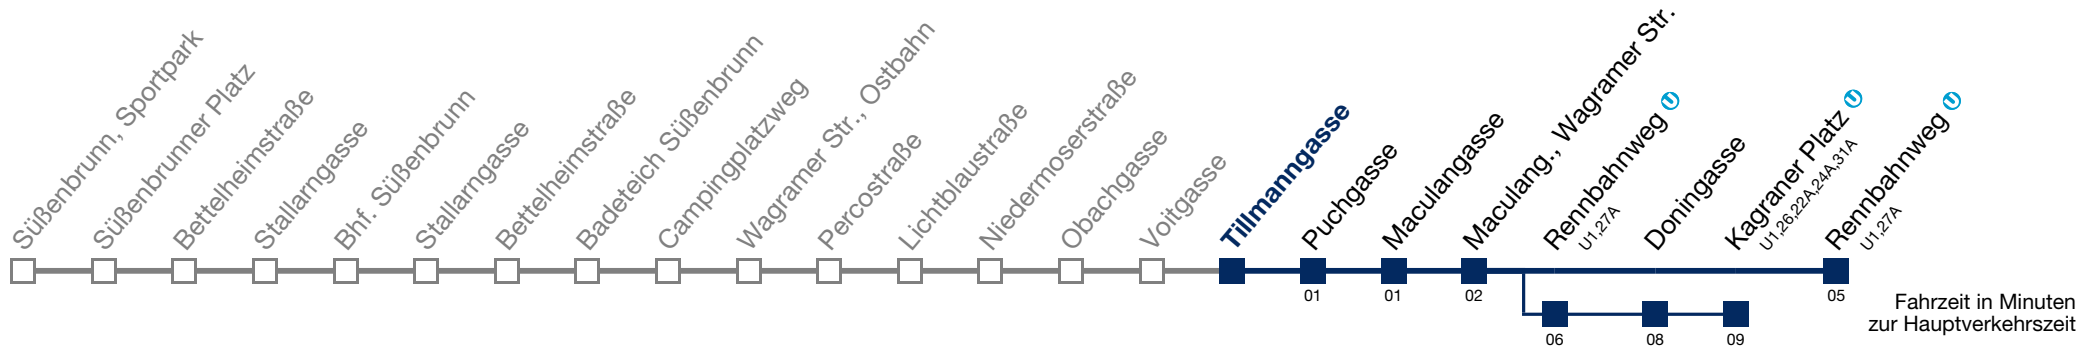 Süßenbrunn, Sportpark
Süßenbrunner Platz
Bettelheimstraße
Stallarngasse
Bhf. Süßenbrunn
Stallarngasse
Bettelheimstraße
Badeteich Süßenbrunn
Campingplatzweg
Wagramer Str., Ostbahn
Percostraße
Lichtblaustraße
Niedermoserstraße
Obachgasse
Voitgasse
Tillmanngasse
Puchgasse
Maculangasse
Maculang., Wagramer Str.
Rennbahnweg U
U1,27A
Doningasse
Kagraner Platz U
U1,26,22A,24A,31A
Rennbahnweg U
U1,27A
01
01
02
05
06
08
09
Fahrzeit in Minuten
zur Hauptverkehrszeit